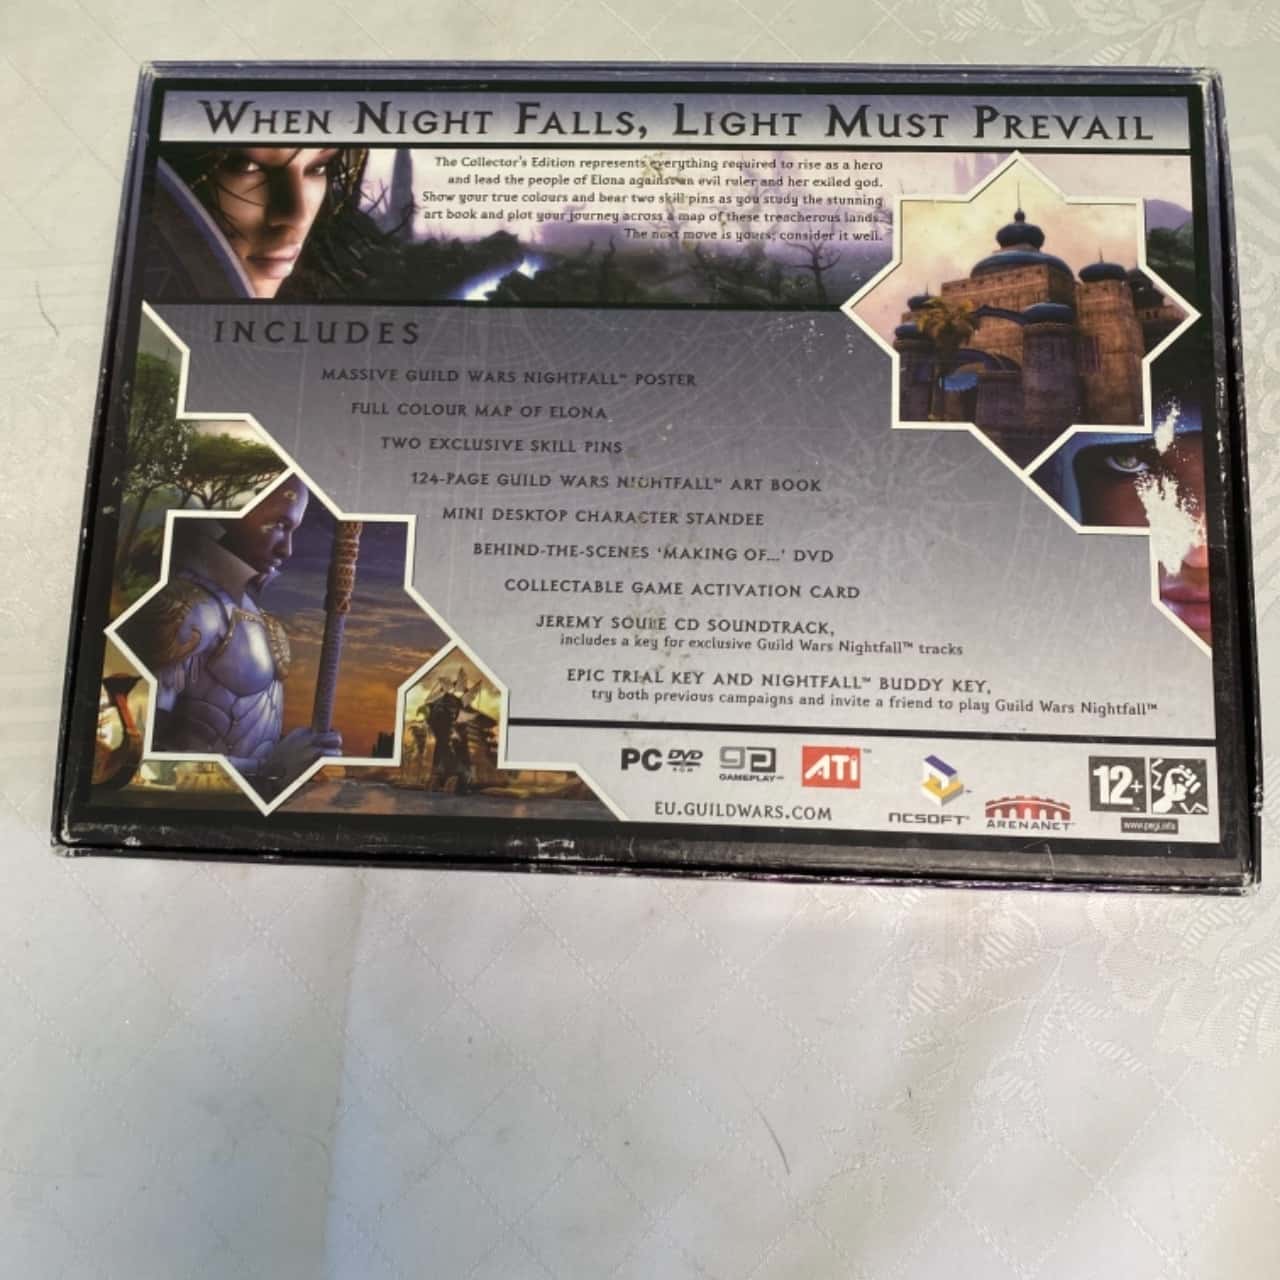 WHEN NIGHT FALLS, LIGHT MUST PREVAIL
The Collector's Edition represents everything required to rise as a hero
and lead the people of Elona against an evil ruler and her exiled god.
Show your true colours and bear two skill pins as you study the stunning
art book and plot your journey across a map of these treacherous lands.
The next move is yours; consider it well.
INCLUDES
MASSIVE GUILD WARS NIGHTFALL™ POSTER
FULL COLOUR MAP OF ELONA
TWO EXCLUSIVE SKILL PINS
124-PAGE GUILD WARS NIGHTFALL™ ART BOOK
MINI DESKTOP CHARACTER STANDEE
BEHIND-THE-SCENES 'MAKING OF...' DVD
COLLECTABLE GAME ACTIVATION CARD
JEREMY SOULE CD SOUNDTRACK,
includes a key for exclusive Guild Wars Nightfall™ tracks
EPIC TRIAL KEY AND NIGHTFALL™ BUDDY KEY,
try both previous campaigns and invite a friend to play Guild Wars Nightfall™
PC DVD ROM
GAMEPLAY™
ATI™
EU.GUILDWARS.COM
NCSOFT®
ARENANET™
12+
www.pegi.info